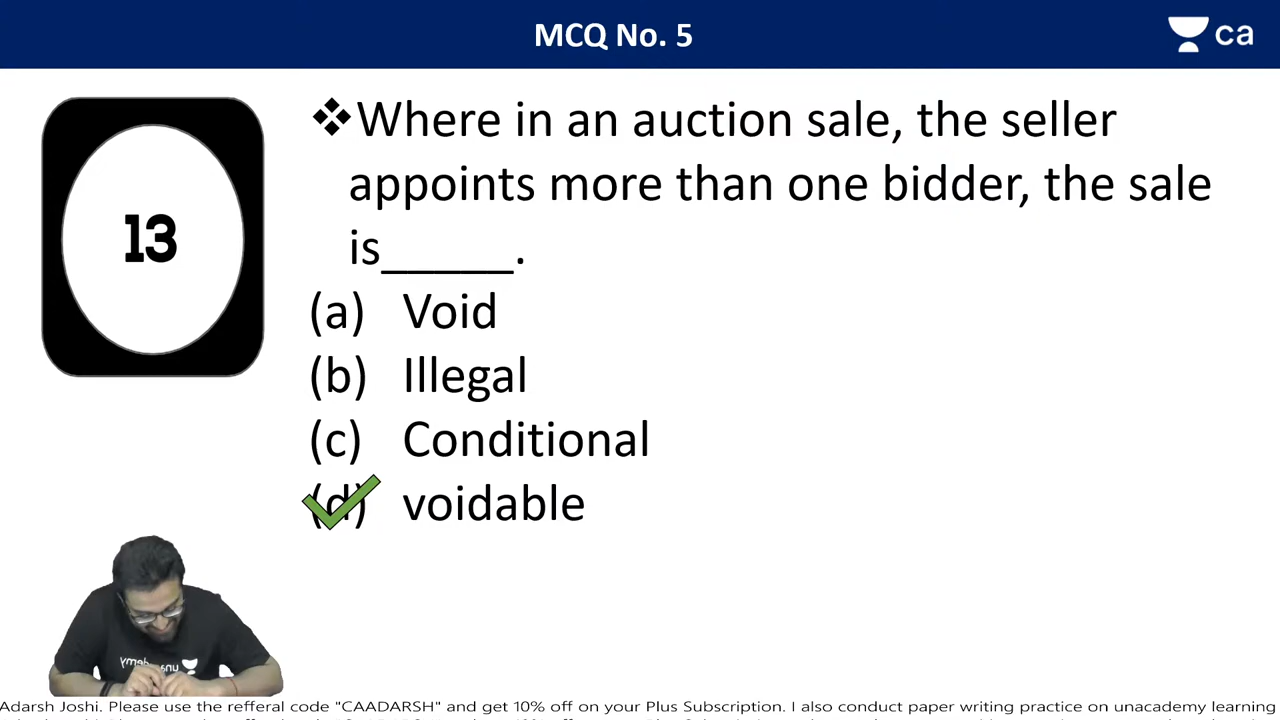 MCQ No. 5
ca
13
❖Where in an auction sale, the seller
appoints more than one bidder, the sale
is_____.
(a) Void
(b) Illegal
(c) Conditional
(d) voidable
Adarsh Joshi. Please use the refferal code "CAADARSH" and get 10% off on your Plus Subscription. I also conduct paper writing practice on unacademy learning